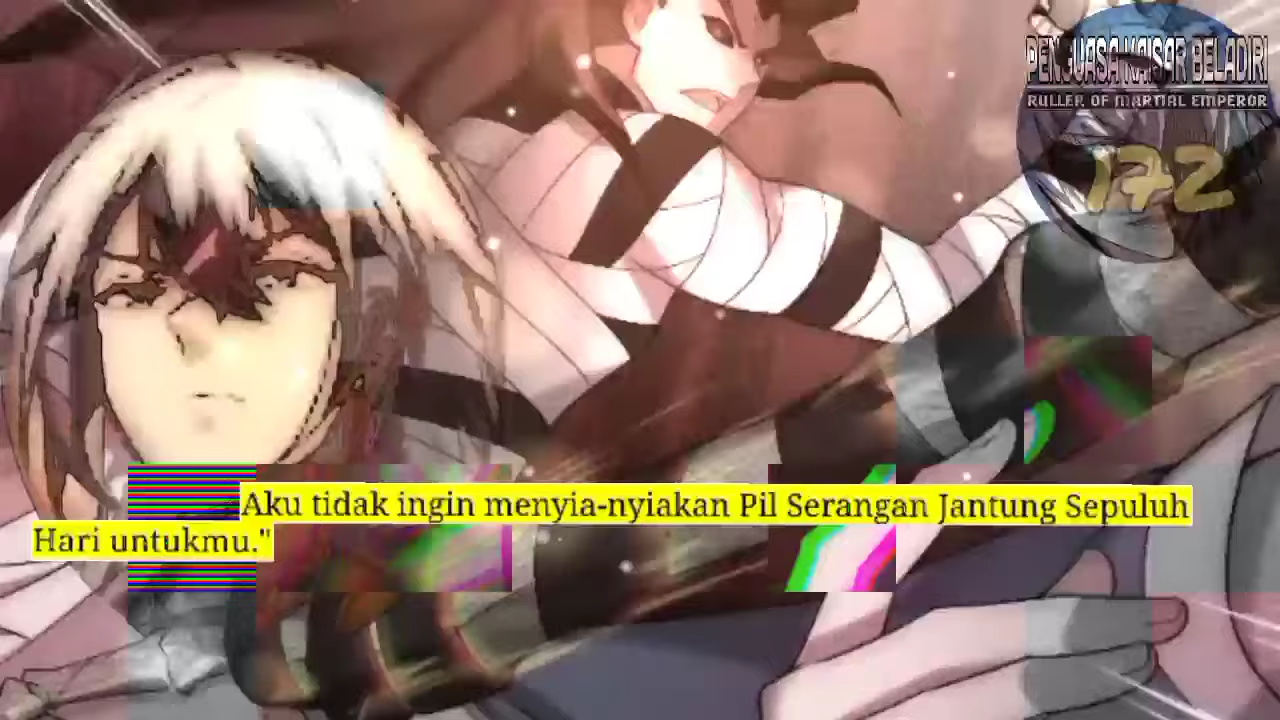 PENGUASA KAISAR BELADIRI
RULLER OF MARTIAL EMPEROR
172
Aku tidak ingin menyia-nyiakan Pil Serangan Jantung Sepuluh
Hari untukmu."